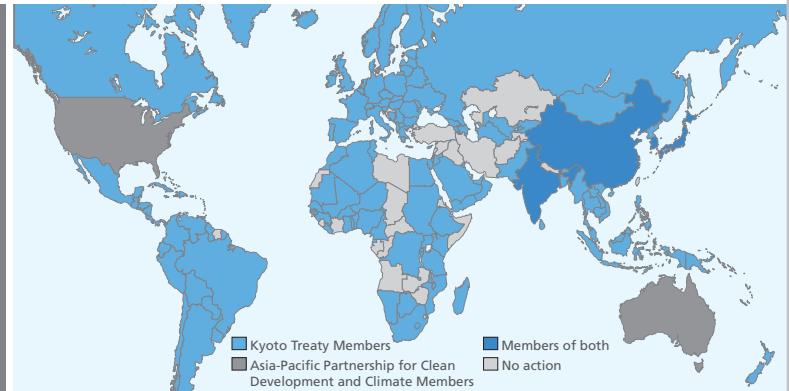 Kyoto Treaty Members
Asia-Pacific Partnership for Clean
Development and Climate Members
Members of both
No action